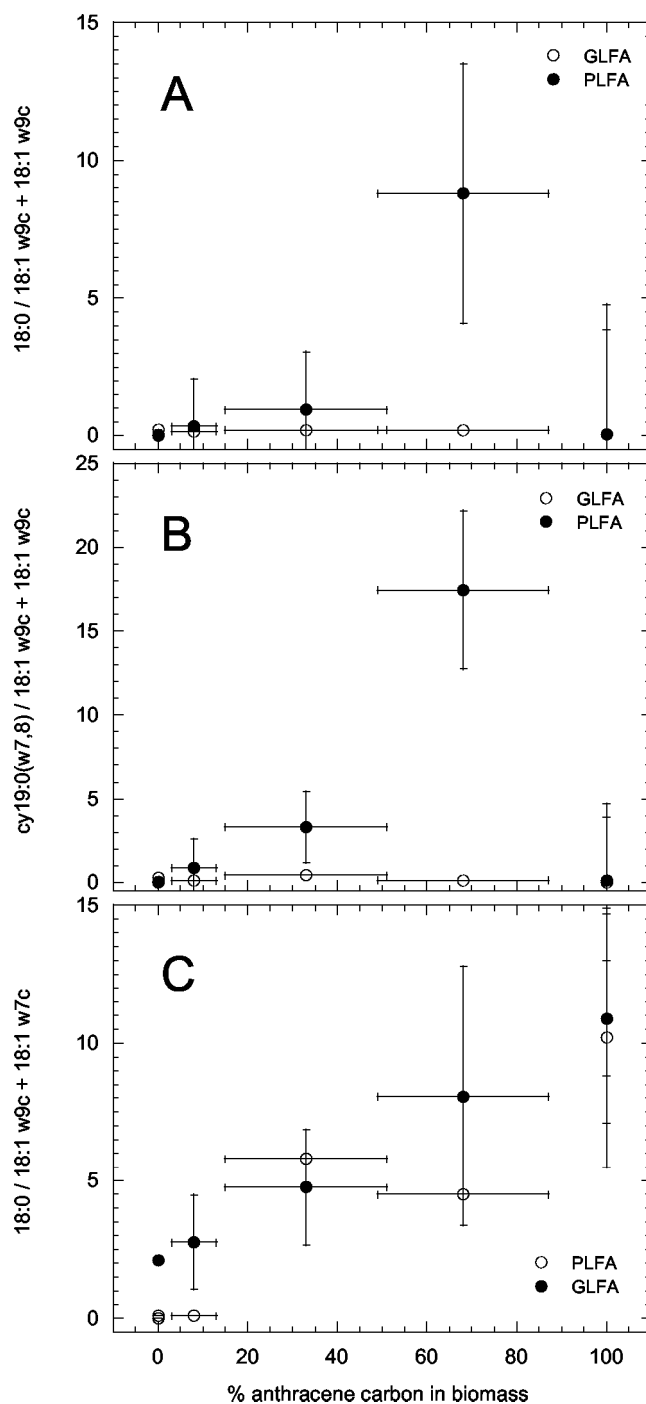 15
10
5
0
18:0 / 18:1 w9c + 18:1 w9c
A
GLFA
PLFA
25
20
15
10
5
0
cy19:0(w7,8) / 18:1 w9c + 18:1 w9c
B
GLFA
PLFA
15
10
5
0
18:0 / 18:1 w9c + 18:1 w7c
C
PLFA
GLFA
0 20 40 60 80 100
% anthracene carbon in biomass